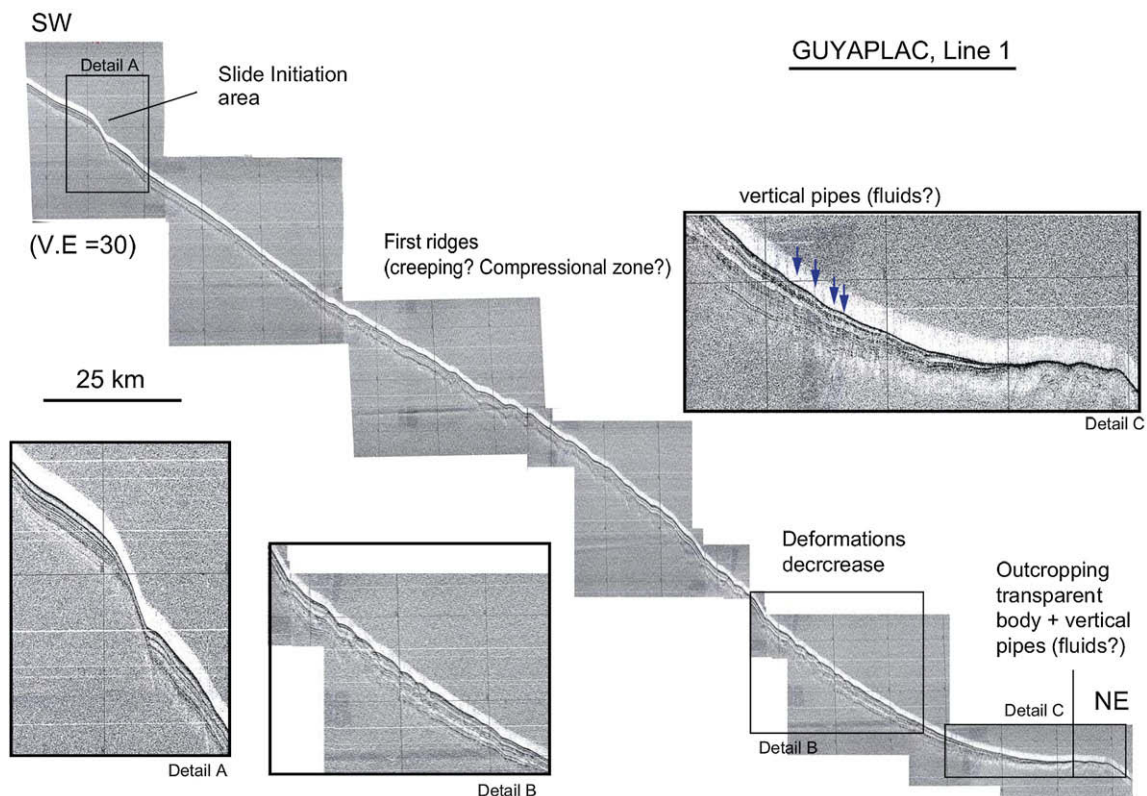 SW
GUYAPLAC, Line 1
Detail A
Slide Initiation
area
vertical pipes (fluids?)
(V.E =30)
First ridges
(creeping? Compressional zone?)
25 km
Detail C
Deformations
decrcrease
Outcropping
transparent
body + vertical
pipes (fluids?)
NE
Detail C
Detail B
Detail A
Detail B